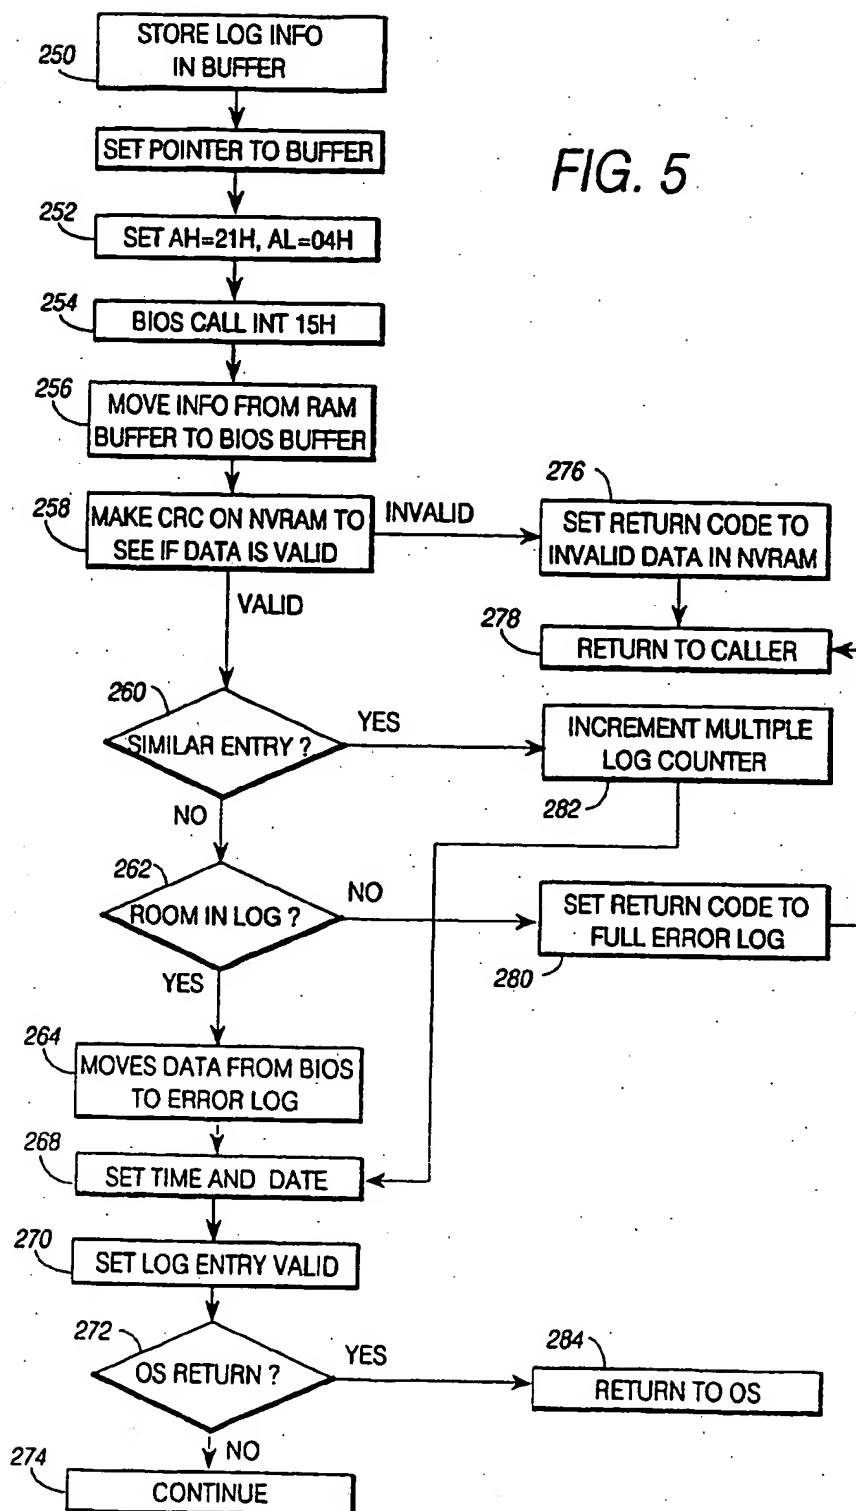 250
STORE LOG INFO
IN BUFFER
SET POINTER TO BUFFER
FIG. 5
252
SET AH=21H, AL=04H
254
BIOS CALL INT 15H
256
MOVE INFO FROM RAM
BUFFER TO BIOS BUFFER
258
MAKE CRC ON NVRAM TO
SEE IF DATA IS VALID
INVALID
276
SET RETURN CODE TO
INVALID DATA IN NVRAM
VALID
278
RETURN TO CALLER
260
SIMILAR ENTRY ?
YES
INCREMENT MULTIPLE
LOG COUNTER
282
NO
262
ROOM IN LOG ?
NO
SET RETURN CODE TO
FULL ERROR LOG
280
YES
264
MOVES DATA FROM BIOS
TO ERROR LOG
268
SET TIME AND DATE
270
SET LOG ENTRY VALID
272
OS RETURN ?
YES
284
RETURN TO OS
NO
274
CONTINUE